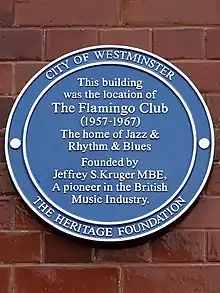 CITY OF WESTMINSTER
This building
was the location of
The Flamingo Club
(1957-1967)
The home of Jazz &
Rhythm & Blues
Founded by
Jeffrey S.Kruger MBE,
A pioneer in the British
Music Industry.
THE HERITAGE FOUNDATION